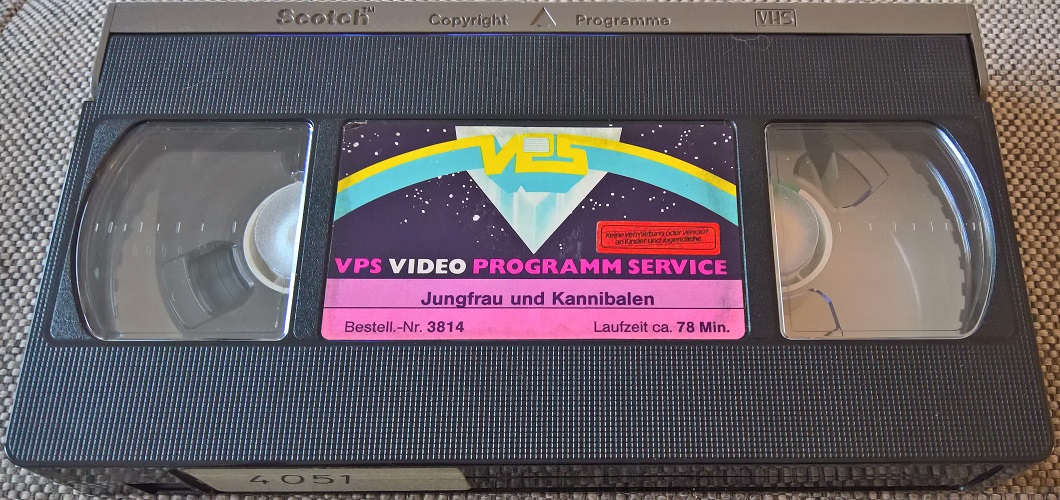 Scotch™ Copyright Programme VHS
VPS
Keine Vermietung oder Verkauf
an Kinder und Jugendliche.
VPS VIDEO PROGRAMM SERVICE
Jungfrau und Kannibalen
Bestell.-Nr. 3814 Laufzeit ca. 78 Min.
4051